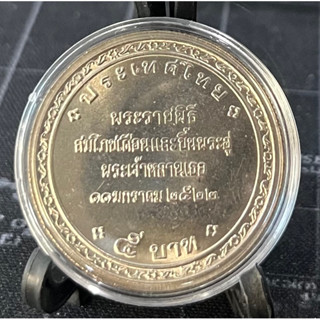 ประเทศไทย
พระราชพิธี
สมโภชเดือนและขึ้นพระอู่
พระเจ้าหลานเธอ
๑๑ มกราคม ๒๕๒๒
๕ บาท